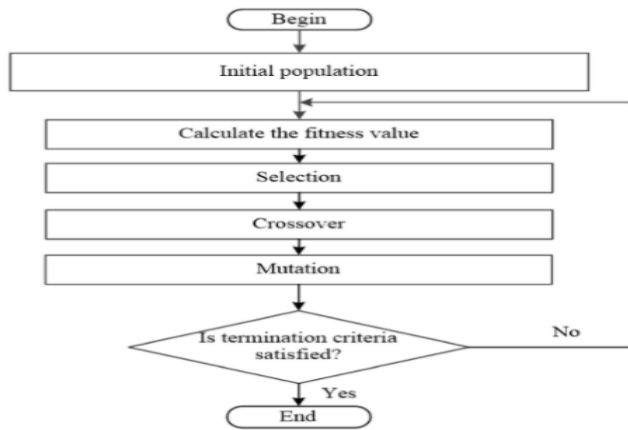 Begin
Initial population
Calculate the fitness value
Selection
Crossover
Mutation
Is termination criteria
satisfied?
No
Yes
End